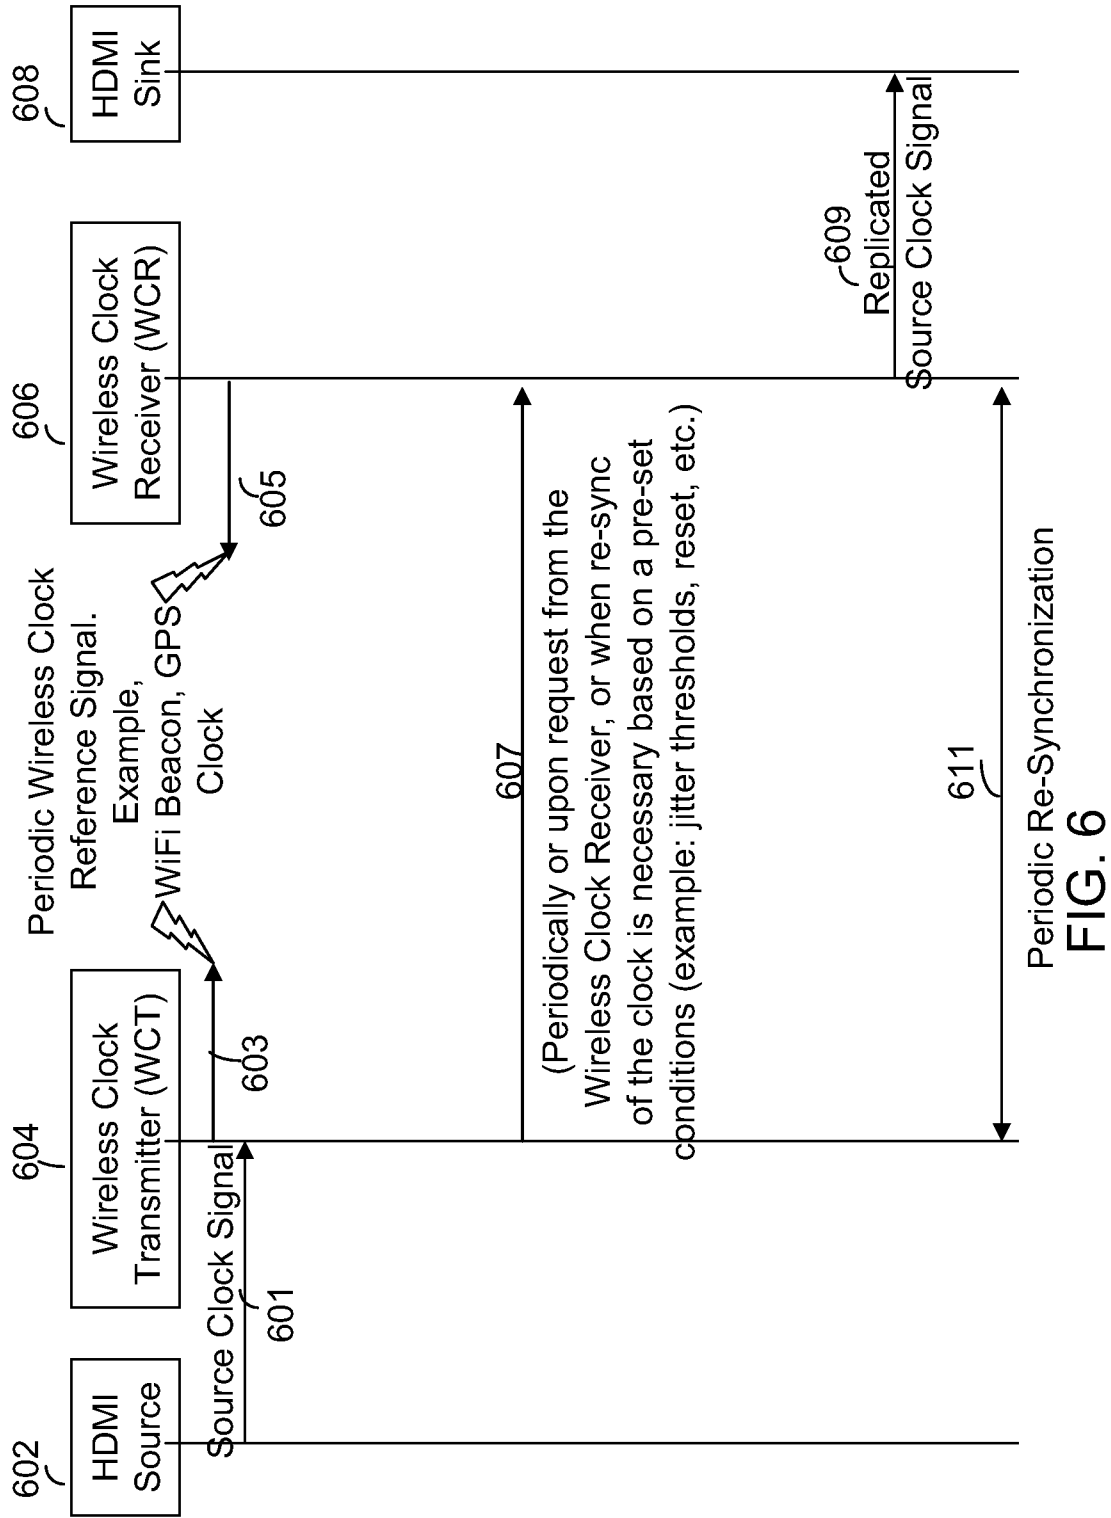 602
HDMI
Source
604
Wireless Clock
Transmitter (WCT)
Periodic Wireless Clock
Reference Signal.
Example,
WiFi Beacon, GPS
Clock
606
Wireless Clock
Receiver (WCR)
608
HDMI
Sink
Source Clock Signal
601
603
605
607
(Periodically or upon request from the
Wireless Clock Receiver, or when re-sync
of the clock is necessary based on a pre-set
conditions (example: jitter thresholds, reset, etc.)
609
Replicated
Source Clock Signal
611
Periodic Re-Synchronization
FIG. 6